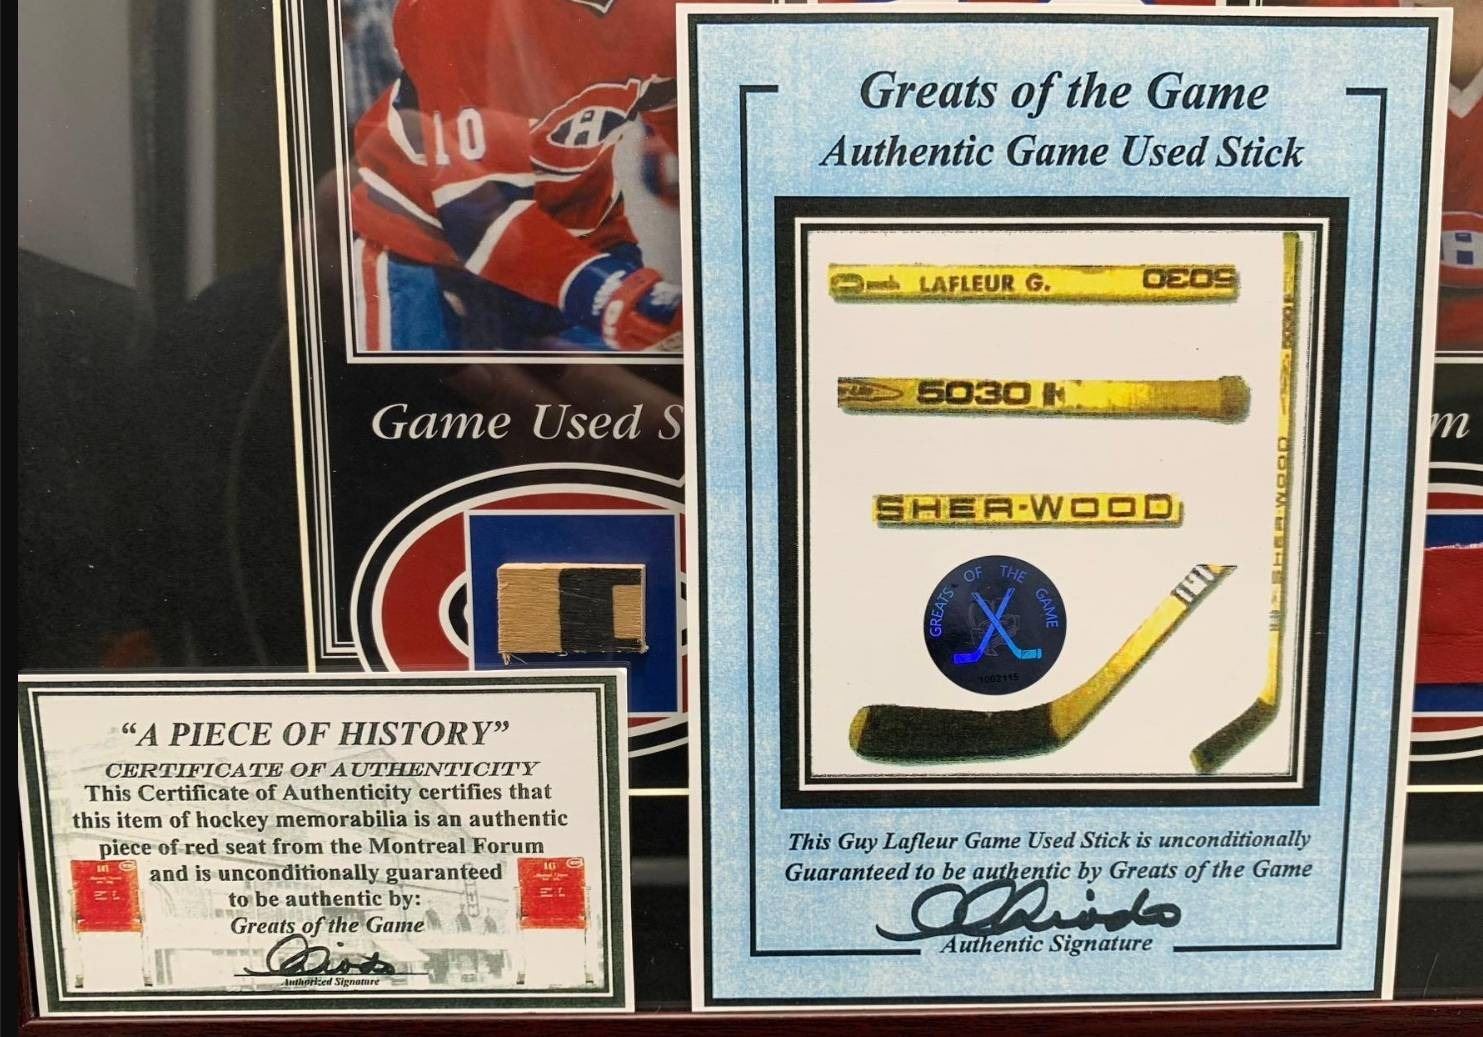 10
Game Used S
m
Greats of the Game
Authentic Game Used Stick
LAFLEUR G. 5030
5030 H
SHER-WOOD
SHER-WOOD
GREATS OF THE GAME
1002115
This Guy Lafleur Game Used Stick is unconditionally
Guaranteed to be authentic by Greats of the Game
Authentic Signature
“A PIECE OF HISTORY”
CERTIFICATE OF AUTHENTICITY
This Certificate of Authenticity certifies that
this item of hockey memorabilia is an authentic
piece of red seat from the Montreal Forum
and is unconditionally guaranteed
to be authentic by:
Greats of the Game
Authorized Signature